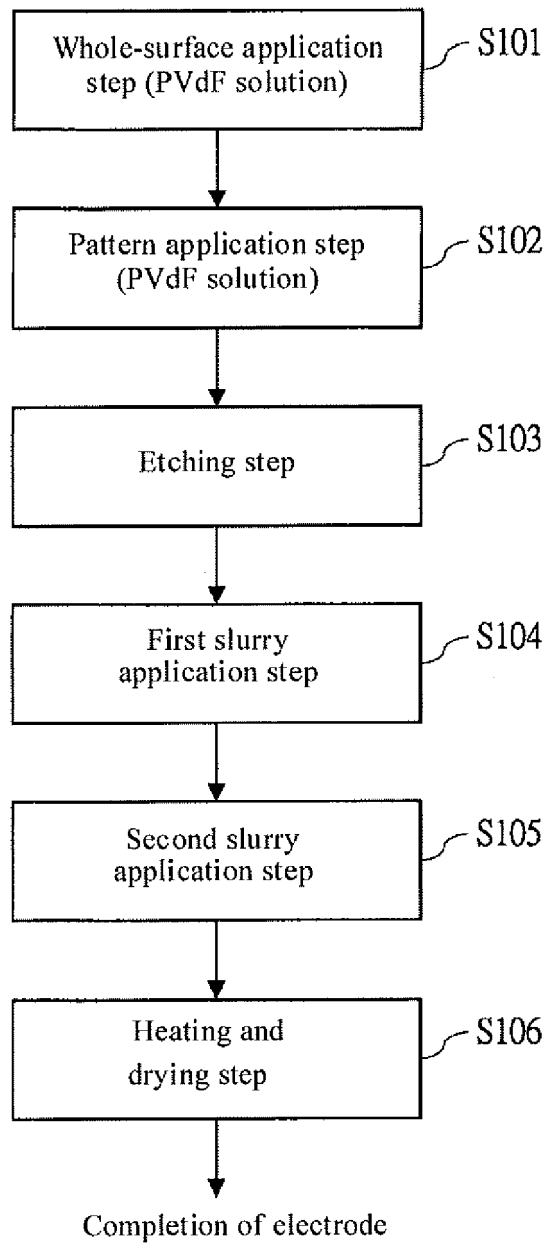 Whole-surface application
step (PVdF solution)
S101
Pattern application step
(PVdF solution)
S102
Etching step
S103
First slurry
application step
S104
Second slurry
application step
S105
Heating and
drying step
S106
Completion of electrode